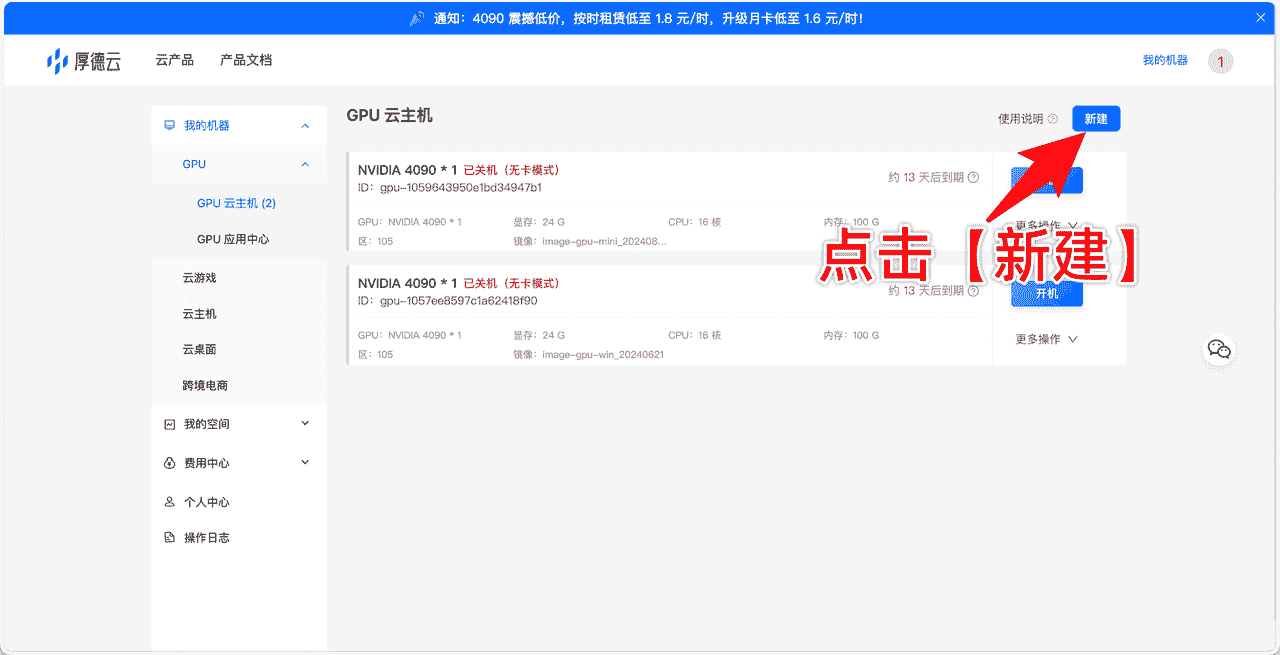 通知：4090 震撼低价，按时租赁低至 1.8 元/时，升级月卡低至 1.6 元/时！
厚德云
云产品
产品文档
我的机器
1
我的机器
GPU
GPU 云主机 (2)
GPU 应用中心
云游戏
云主机
云桌面
跨境电商
我的空间
费用中心
个人中心
操作日志
GPU 云主机
使用说明
新建
NVIDIA 4090 * 1 已关机（无卡模式）
ID：gpu-1059643950e1bd34947b1
约 13 天后到期
GPU：NVIDIA 4090 * 1
显存：24 G
CPU：16 核
内存：100 G
区：105
镜像：image-gpu-mini_202408...
更多操作
点击【新建】
NVIDIA 4090 * 1 已关机（无卡模式）
ID：gpu-1057ee8597c1a62418f90
约 13 天后到期
开机
GPU：NVIDIA 4090 * 1
显存：24 G
CPU：16 核
内存：100 G
区：105
镜像：image-gpu-win_20240621
更多操作